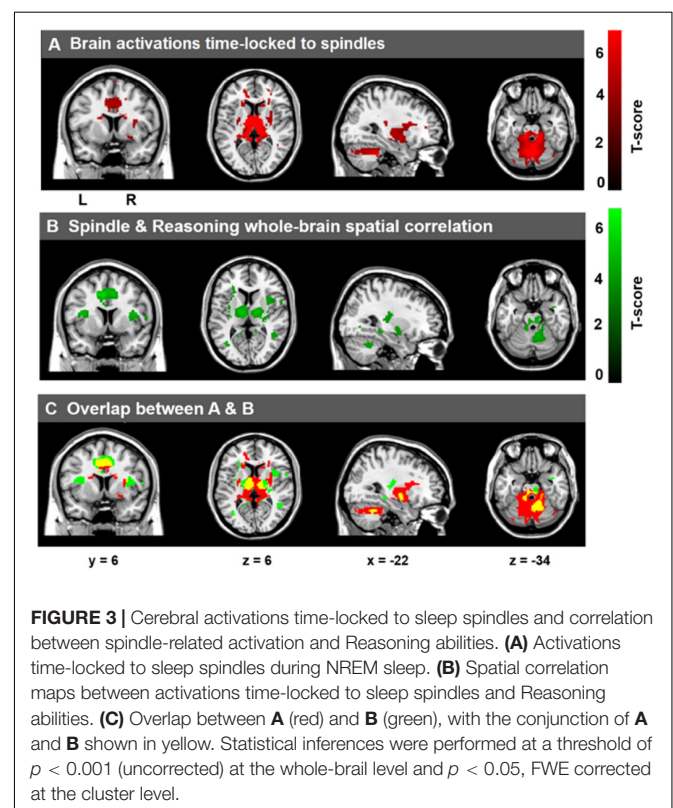 A Brain activations time-locked to spindles
6
4
2
0
T-score
L R
B Spindle & Reasoning whole-brain spatial correlation
6
4
2
0
T-score
C Overlap between A & B
y = 6 z = 6 x = -22 z = -34
FIGURE 3 | Cerebral activations time-locked to sleep spindles and correlation
between spindle-related activation and Reasoning abilities. (A) Activations
time-locked to sleep spindles during NREM sleep. (B) Spatial correlation
maps between activations time-locked to sleep spindles and Reasoning
abilities. (C) Overlap between A (red) and B (green), with the conjunction of A
and B shown in yellow. Statistical inferences were performed at a threshold of
p < 0.001 (uncorrected) at the whole-brail level and p < 0.05, FWE corrected
at the cluster level.